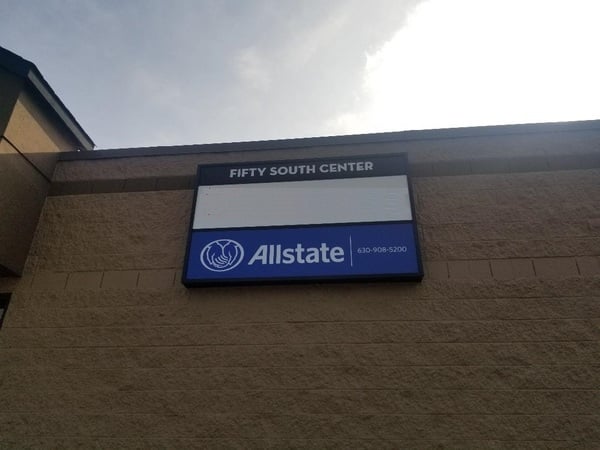 FIFTY SOUTH CENTER
Allstate 630-908-5200